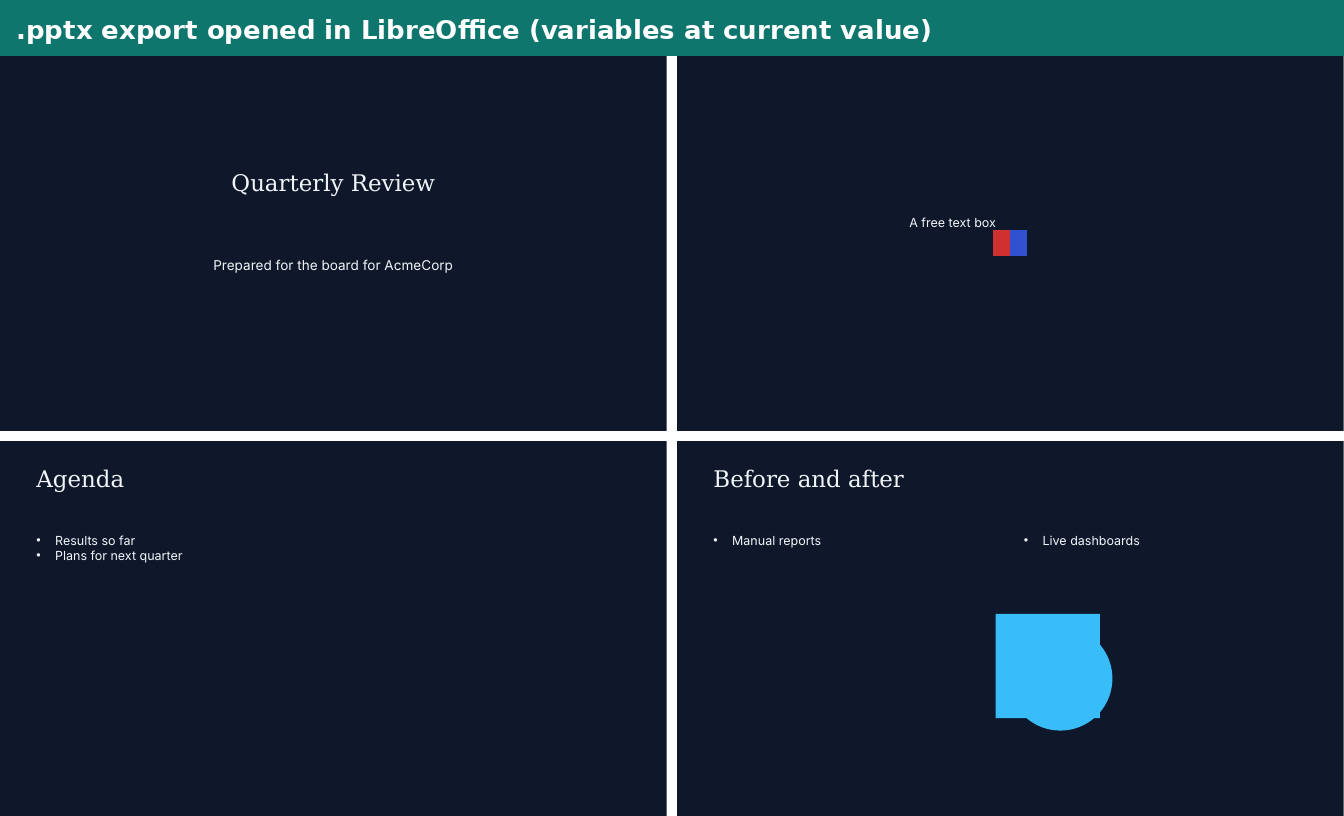 .pptx export opened in LibreOffice (variables at current value)
Quarterly Review
Prepared for the board for AcmeCorp
A free text box
Agenda
• Results so far
• Plans for next quarter
Before and after
• Manual reports
• Live dashboards